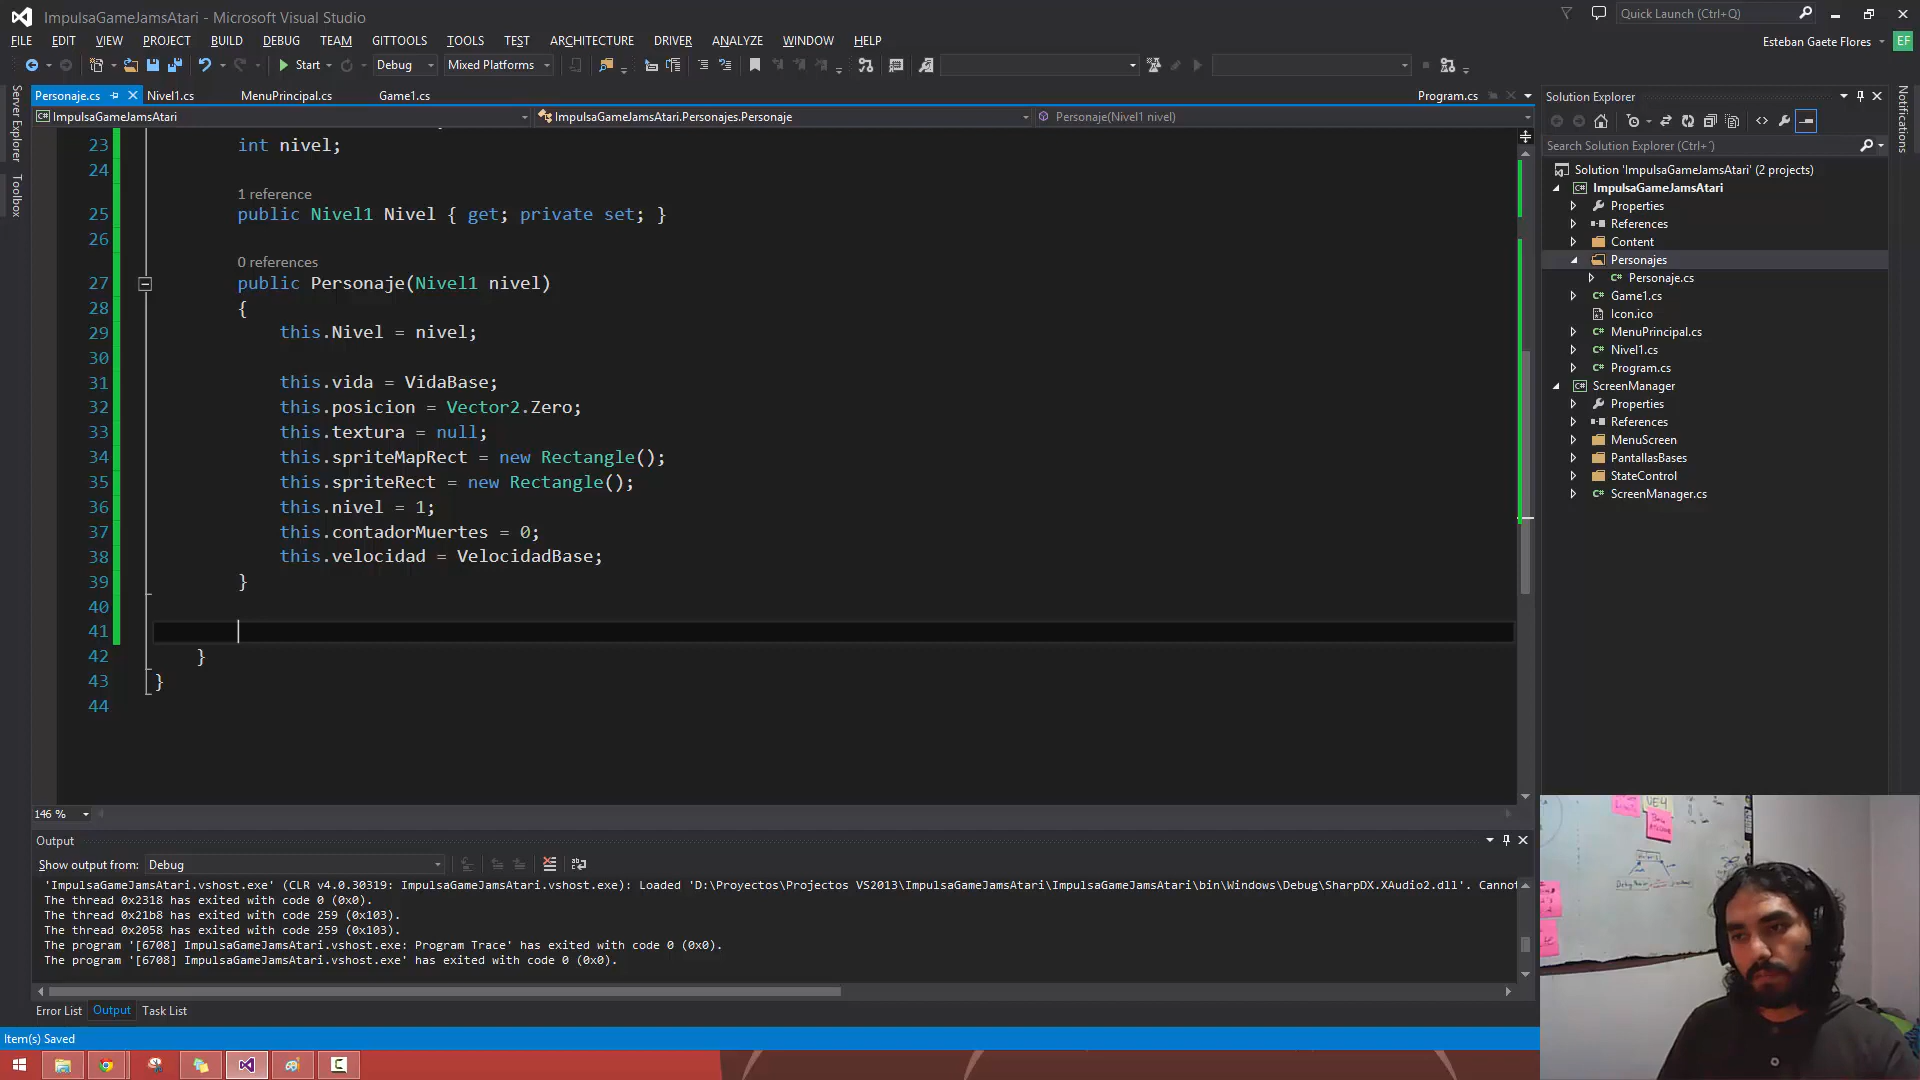 ImpulsaGameJamsAtari - Microsoft Visual Studio
Quick Launch (Ctrl+Q)
FILE EDIT VIEW PROJECT BUILD DEBUG TEAM GITTOOLS TOOLS TEST ARCHITECTURE DRIVER ANALYZE WINDOW HELP
Esteban Gaete Flores EF
Start Debug Mixed Platforms
Personaje.cs Nivel1.cs MenuPrincipal.cs Game1.cs Program.cs
ImpulsaGameJamsAtari ImpulsaGameJamsAtari.Personajes.Personaje Personaje(Nivel1 nivel)
Server Explorer
Toolbox
23 int nivel;
24
1 reference
25 public Nivel1 Nivel { get; private set; }
26
0 references
27 public Personaje(Nivel1 nivel)
28 {
29 this.Nivel = nivel;
30
31 this.vida = VidaBase;
32 this.posicion = Vector2.Zero;
33 this.textura = null;
34 this.spriteMapRect = new Rectangle();
35 this.spriteRect = new Rectangle();
36 this.nivel = 1;
37 this.contadorMuertes = 0;
38 this.velocidad = VelocidadBase;
39 }
40
41
42 }
43 }
44
146 %
Solution Explorer
Search Solution Explorer (Ctrl+´)
Solution 'ImpulsaGameJamsAtari' (2 projects)
C# ImpulsaGameJamsAtari
Properties
References
Content
Personajes
C# Personaje.cs
C# Game1.cs
Icon.ico
C# MenuPrincipal.cs
C# Nivel1.cs
C# Program.cs
C# ScreenManager
Properties
References
MenuScreen
PantallasBases
StateControl
C# ScreenManager.cs
Notifications
Output
Show output from: Debug
'ImpulsaGameJamsAtari.vshost.exe' (CLR v4.0.30319: ImpulsaGameJamsAtari.vshost.exe): Loaded 'D:\Proyectos\Projectos VS2013\ImpulsaGameJamsAtari\ImpulsaGameJamsAtari\bin\Windows\Debug\SharpDX.XAudio2.dll'. Cannot
The thread 0x2318 has exited with code 0 (0x0).
The thread 0x21b8 has exited with code 259 (0x103).
The thread 0x2058 has exited with code 259 (0x103).
The program '[6708] ImpulsaGameJamsAtari.vshost.exe: Program Trace' has exited with code 0 (0x0).
The program '[6708] ImpulsaGameJamsAtari.vshost.exe' has exited with code 0 (0x0).
Error List Output Task List
Item(s) Saved
UE4